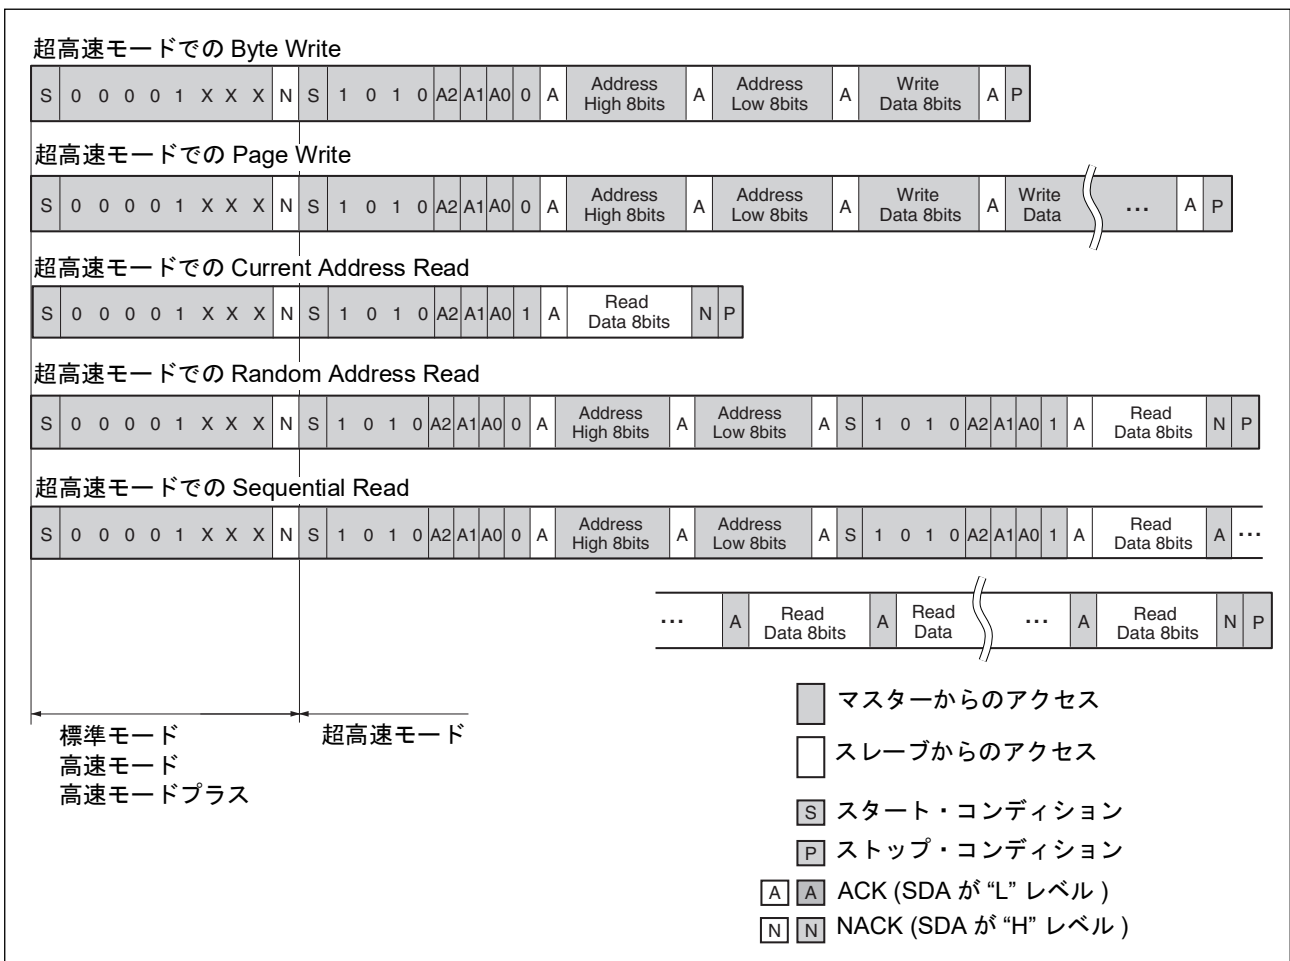 超高速モードでの Byte Write
S 0 0 0 0 1 X X X N S 1 0 1 0 A2 A1 A0 0 A Address High 8bits A Address Low 8bits A Write Data 8bits A P
超高速モードでの Page Write
S 0 0 0 0 1 X X X N S 1 0 1 0 A2 A1 A0 0 A Address High 8bits A Address Low 8bits A Write Data 8bits A Write Data ... A P
超高速モードでの Current Address Read
S 0 0 0 0 1 X X X N S 1 0 1 0 A2 A1 A0 1 A Read Data 8bits N P
超高速モードでの Random Address Read
S 0 0 0 0 1 X X X N S 1 0 1 0 A2 A1 A0 0 A Address High 8bits A Address Low 8bits A S 1 0 1 0 A2 A1 A0 1 A Read Data 8bits N P
超高速モードでの Sequential Read
S 0 0 0 0 1 X X X N S 1 0 1 0 A2 A1 A0 0 A Address High 8bits A Address Low 8bits A S 1 0 1 0 A2 A1 A0 1 A Read Data 8bits A ...
... A Read Data 8bits A Read Data ... A Read Data 8bits N P
標準モード
高速モード
高速モードプラス
超高速モード
マスターからのアクセス
スレーブからのアクセス
S スタート・コンディション
P ストップ・コンディション
A A ACK (SDA が “L” レベル )
N N NACK (SDA が “H” レベル )